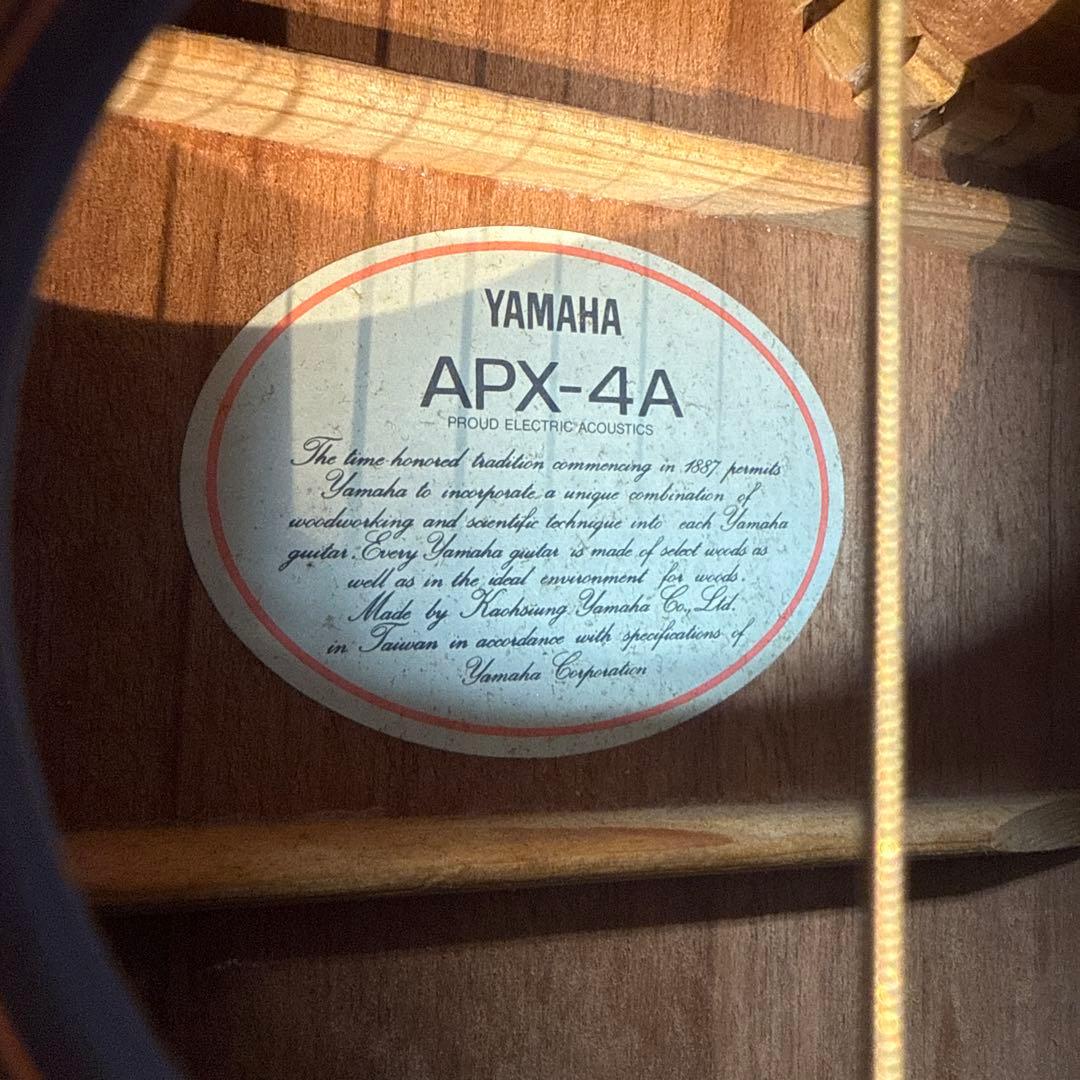 YAMAHA
APX-4A
PROUD ELECTRIC ACOUSTICS
The time-honored tradition commencing in 1887 permits
Yamaha to incorporate a unique combination of
woodworking and scientific technique into each Yamaha
guitar. Every Yamaha guitar is made of select woods as
well as in the ideal environment for woods.
Made by Kaohsiung Yamaha Co., Ltd.
in Taiwan in accordance with specifications of
Yamaha Corporation